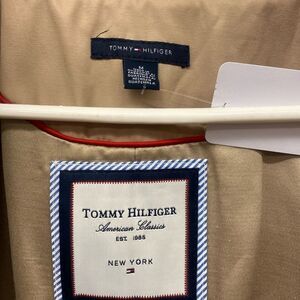 TOMMY HILFIGER
M
TOMMY HILFIGER
American Classics
EST. 1985
NEW YORK